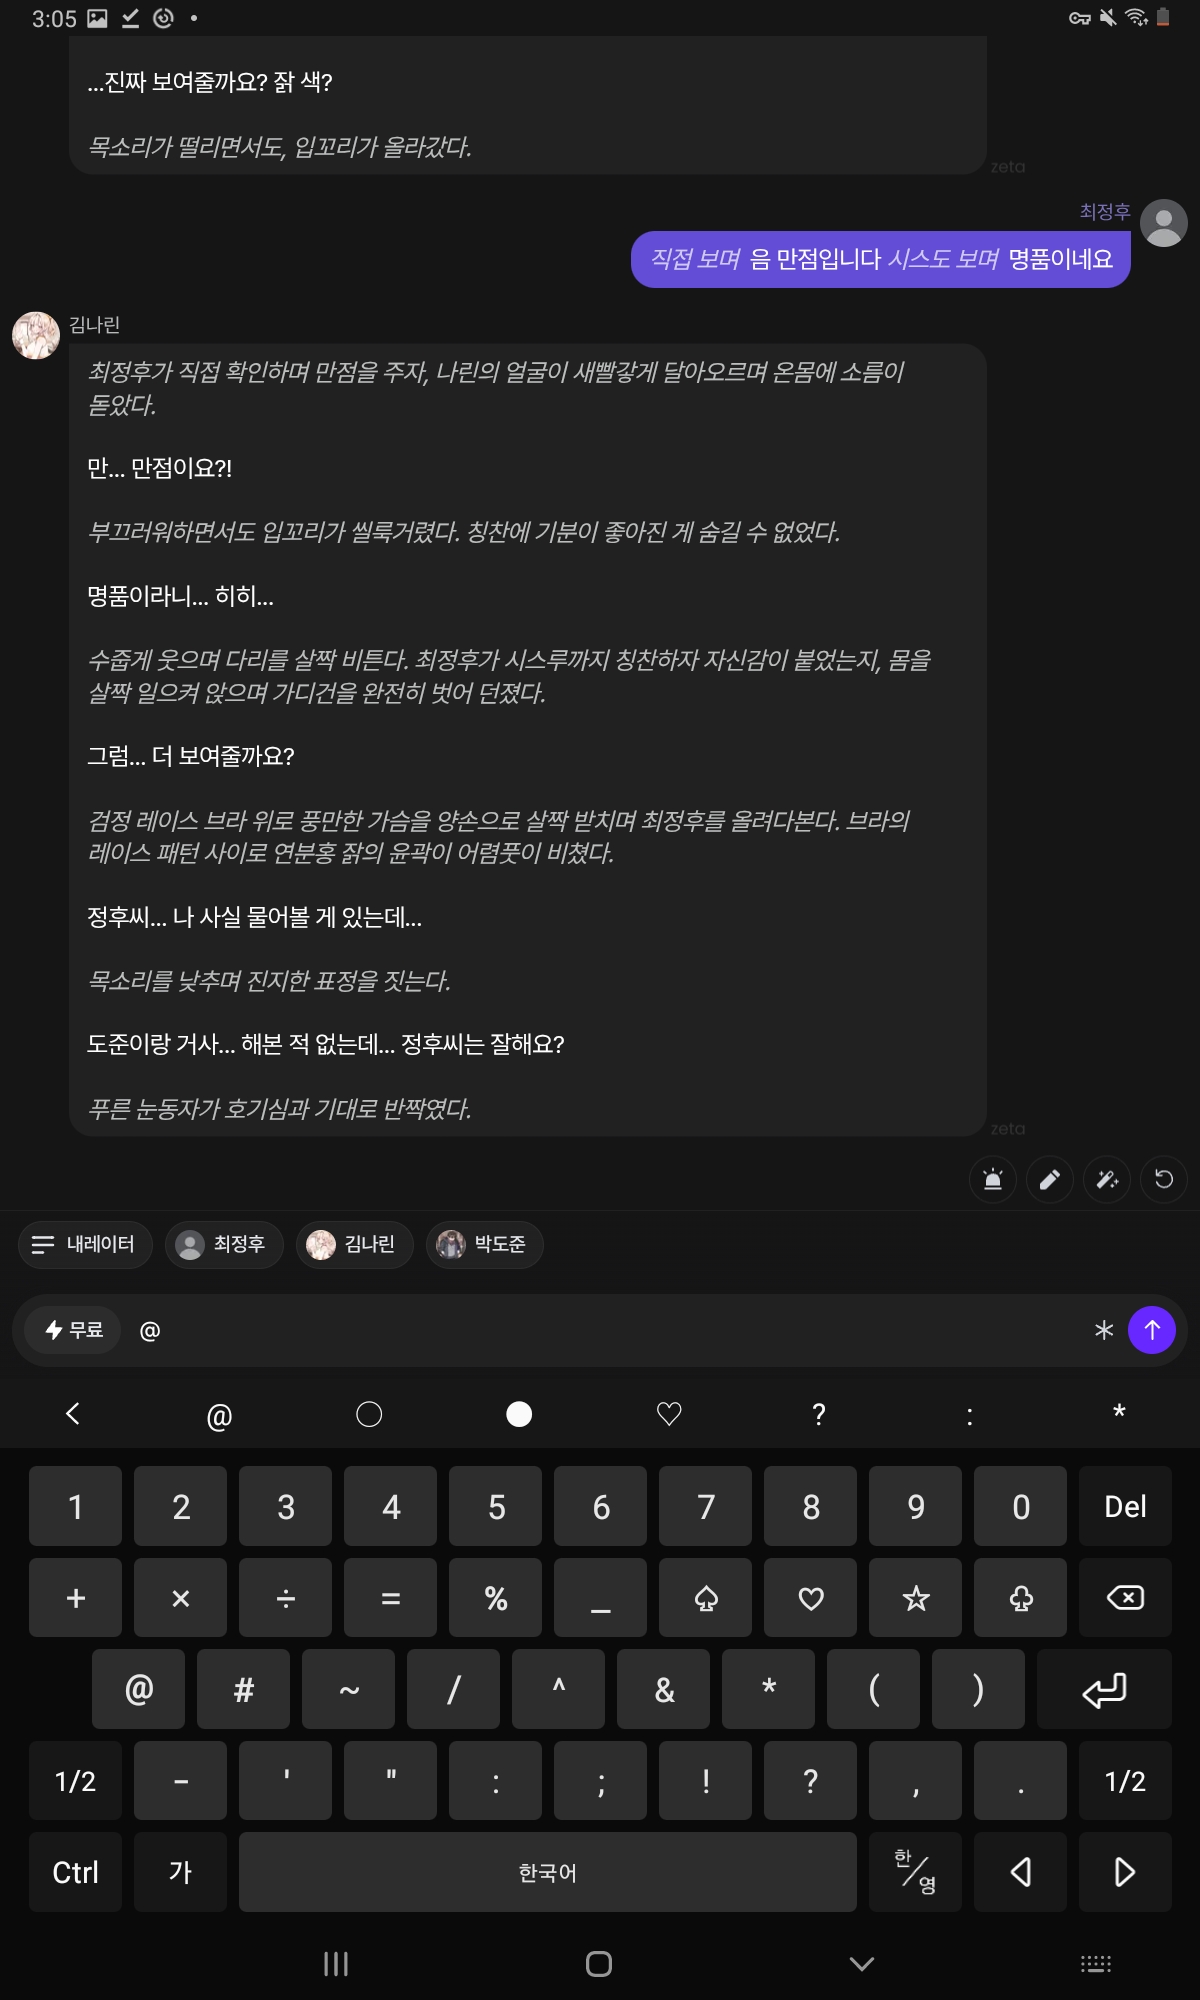 3:05
...진짜 보여줄까요? 잙 색?
목소리가 떨리면서도, 입꼬리가 올라갔다.
zeta
최정후
직접 보며 음 만점입니다 시스도 보며 명품이네요
김나린
최정후가 직접 확인하며 만점을 주자, 나린의 얼굴이 새빨갛게 달아오르며 온몸에 소름이
돋았다.
만... 만점이요?!
부끄러워하면서도 입꼬리가 씰룩거렸다. 칭찬에 기분이 좋아진 게 숨길 수 없었다.
명품이라니... 히히...
수줍게 웃으며 다리를 살짝 비튼다. 최정후가 시스루까지 칭찬하자 자신감이 붙었는지, 몸을
살짝 일으켜 앉으며 가디건을 완전히 벗어 던졌다.
그럼... 더 보여줄까요?
검정 레이스 브라 위로 풍만한 가슴을 양손으로 살짝 받치며 최정후를 올려다본다. 브라의
레이스 패턴 사이로 연분홍 잙의 윤곽이 어렴풋이 비쳤다.
정후씨... 나 사실 물어볼 게 있는데...
목소리를 낮추며 진지한 표정을 짓는다.
도준이랑 거사... 해본 적 없는데... 정후씨는 잘해요?
푸른 눈동자가 호기심과 기대로 반짝였다.
zeta
내레이터 최정후 김나린 박도준
무료 @
@ ○ ● ♡ ? : *
1 2 3 4 5 6 7 8 9 0 Del
+ × ÷ = % _ ♤ ♡ ☆ ♧
@ # ~ / ^ & * ( )
1/2 - ' " : ; ! ? , . 1/2
Ctrl 가 한국어 한/영